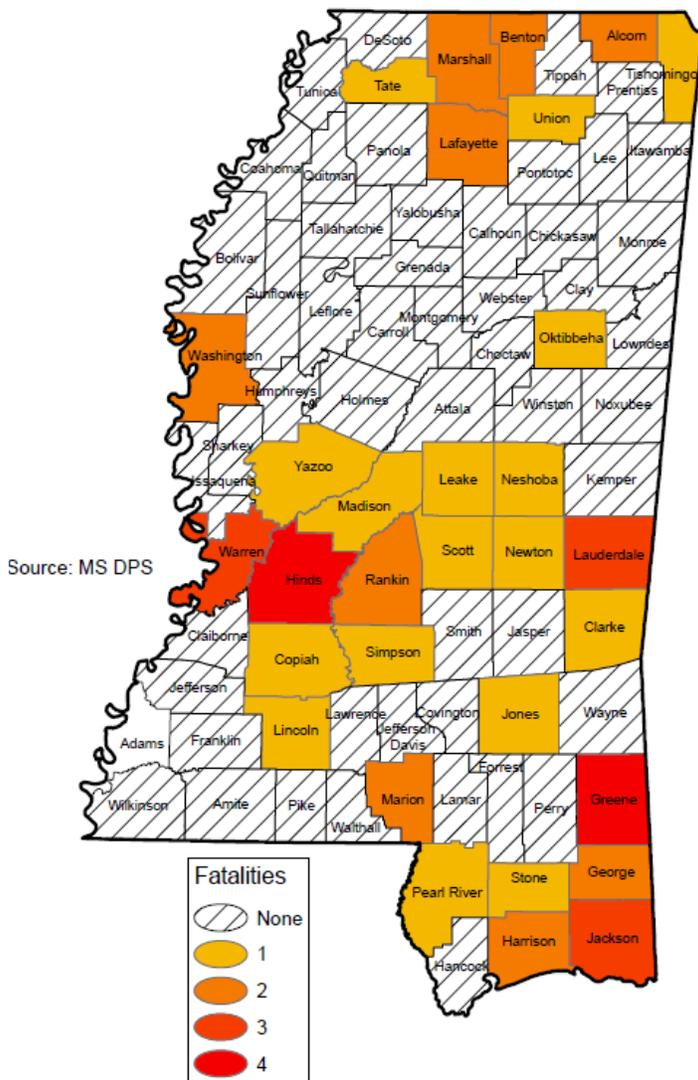 DeSoto
Benton
Alcorn
Marshall
Tippah
Tishomingo
Tate
Tunica
Prentiss
Union
Lafayette
Panola
Lee
Itawamba
Coahoma
Quitman
Pontotoc
Yalobusha
Tallahatchie
Calhoun
Chickasaw
Monroe
Bolivar
Grenada
Sunflower
Clay
Webster
Leflore
Montgomery
Carroll
Oktibbeha
Lowndes
Washington
Choctaw
Humphreys
Holmes
Attala
Winston
Noxubee
Sharkey
Yazoo
Issaquena
Leake
Neshoba
Kemper
Madison
Source: MS DPS
Warren
Hinds
Rankin
Scott
Newton
Lauderdale
Claiborne
Smith
Jasper
Clarke
Copiah
Simpson
Jefferson
Lawrence
Covington
Jones
Wayne
Lincoln
Jefferson
Davis
Adams
Franklin
Forrest
Wilkinson
Amite
Pike
Walthall
Marion
Lamar
Perry
Greene
Pearl River
Stone
George
Harrison
Jackson
Hancock
Fatalities
None
1
2
3
4